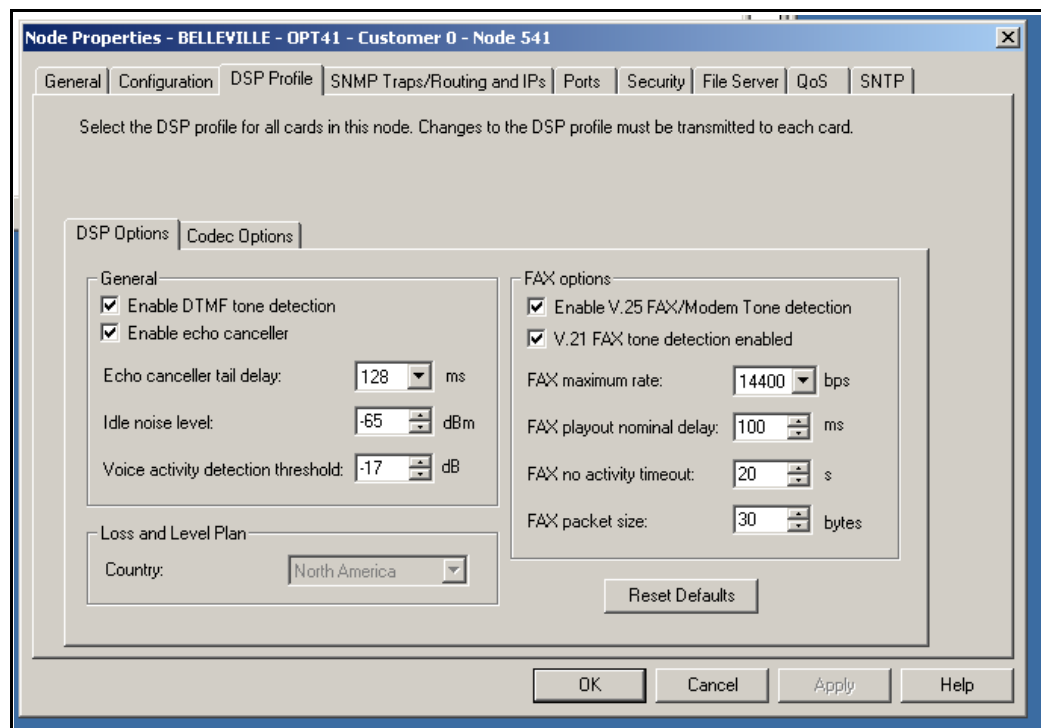 Node Properties - BELLEVILLE - OPT41 - Customer 0 - Node 541
General Configuration DSP Profile SNMP Traps/Routing and IPs Ports Security File Server QoS SNTP
Select the DSP profile for all cards in this node. Changes to the DSP profile must be transmitted to each card.
DSP Options Codec Options
General
Enable DTMF tone detection
Enable echo canceller
Echo canceller tail delay: 128 ms
Idle noise level: -65 dBm
Voice activity detection threshold: -17 dB
Loss and Level Plan
Country: North America
FAX options
Enable V.25 FAX/Modem Tone detection
V.21 FAX tone detection enabled
FAX maximum rate: 14400 bps
FAX playout nominal delay: 100 ms
FAX no activity timeout: 20 s
FAX packet size: 30 bytes
Reset Defaults
OK Cancel Apply Help